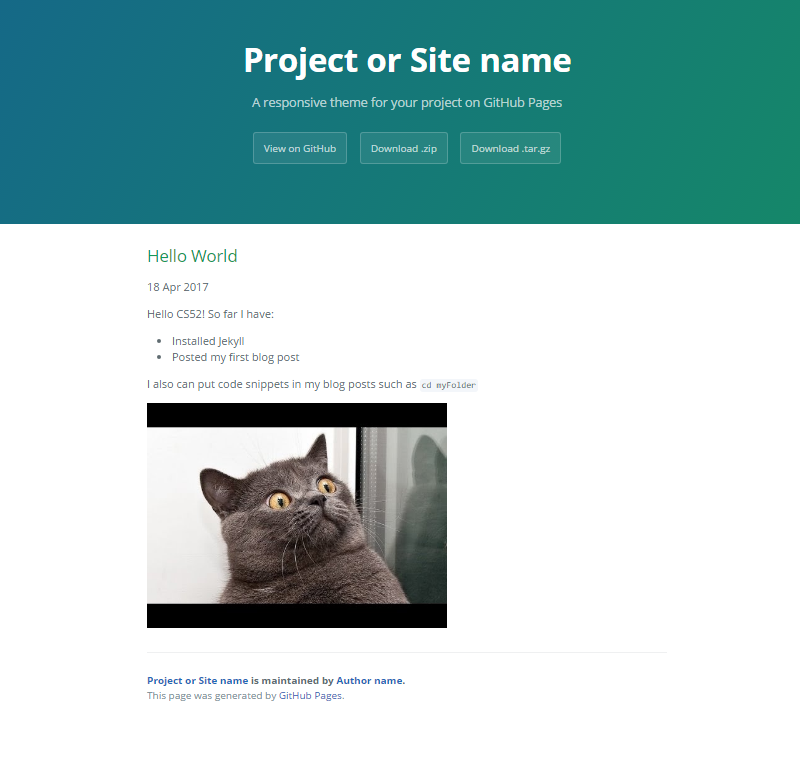 Project or Site name
A responsive theme for your project on GitHub Pages
View on GitHub Download .zip Download .tar.gz
Hello World
18 Apr 2017
Hello CS52! So far I have:
• Installed Jekyll
• Posted my first blog post
I also can put code snippets in my blog posts such as cd myFolder
Project or Site name is maintained by Author name.
This page was generated by GitHub Pages.